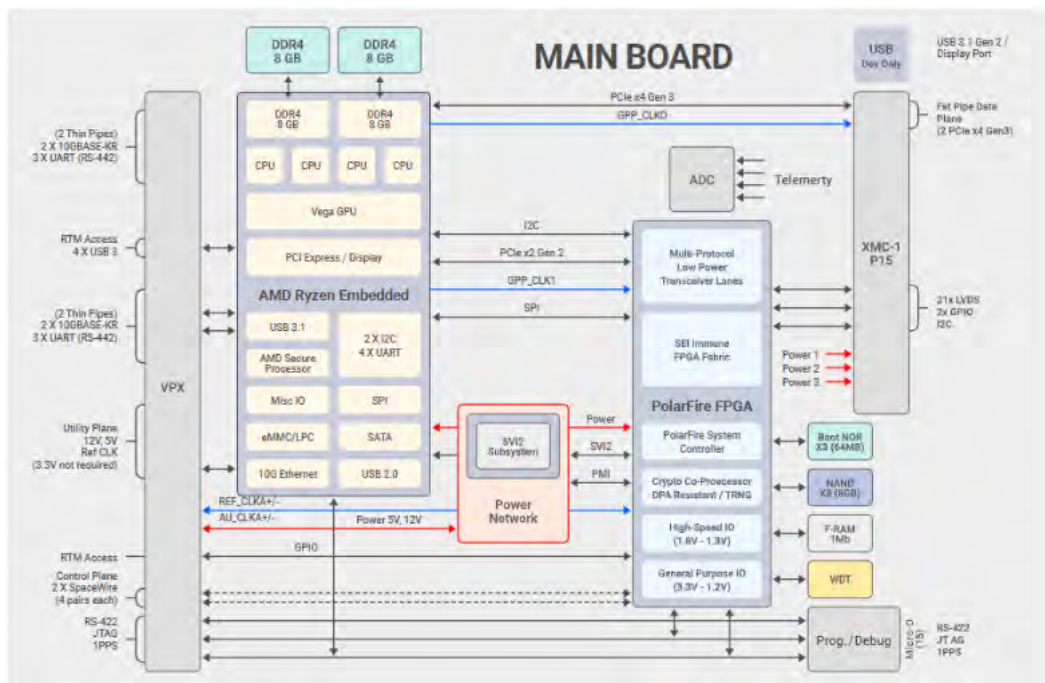 MAIN BOARD
DDR4
8 GB
DDR4
8 GB
USB
Dev Only
USB 3.1 Gen 2 /
Display Port
(2 Thin Pipes)
2 X 10GBASE-KR
3 X UART (RS-442)
RTM Access
4 X USB 3
(2 Thin Pipes)
2 X 10GBASE-KR
3 X UART (RS-442)
Utility Plane
12V, 5V
Ref CLK
(3.3V not required)
RTM Access
Control Plane
2 X SpaceWire
(4 pairs each)
RS-422
JTAG
1PPS
VPX
DDR4
8 GB
DDR4
8 GB
CPU
CPU
CPU
CPU
Vega GPU
PCI Express / Display
AMD Ryzen Embedded
USB 3.1
2 X I2C
4 X UART
AMD Secure
Processor
Misc IO
SPI
eMMC/LPC
SATA
10G Ethernet
USB 2.0
PCIe x4 Gen 3
GPP_CLK0
I2C
PCIe x2 Gen 2
GPP_CLK1
SPI
Power
SVI2
PMI
SVI2
Subsystem
Power
Network
REF_CLKA+/-
AU_CLKA+/-
Power 5V, 12V
GPIO
ADC
Telemerty
Multi-Protocol
Low Power
Transceiver Lanes
SEI Immune
FPGA Fabric
PolarFire FPGA
PolarFire System
Controller
Crypto Co-Processor
DPA Resistant / TRNG
High-Speed IO
(1.8V - 1.3V)
General Purpose IO
(3.3V - 1.2V)
XMC-1
P15
Fat Pipe Data
Plane
(2 PCIe x4 Gen3)
21x LVDS
2x GPIO
I2C
Power 1
Power 2
Power 3
Boot NOR
X3 (64MB)
NAND
X3 (8GB)
F-RAM
1Mb
WDT
Prog./Debug
Micro-D
(15)
RS-422
JT AG
1PPS